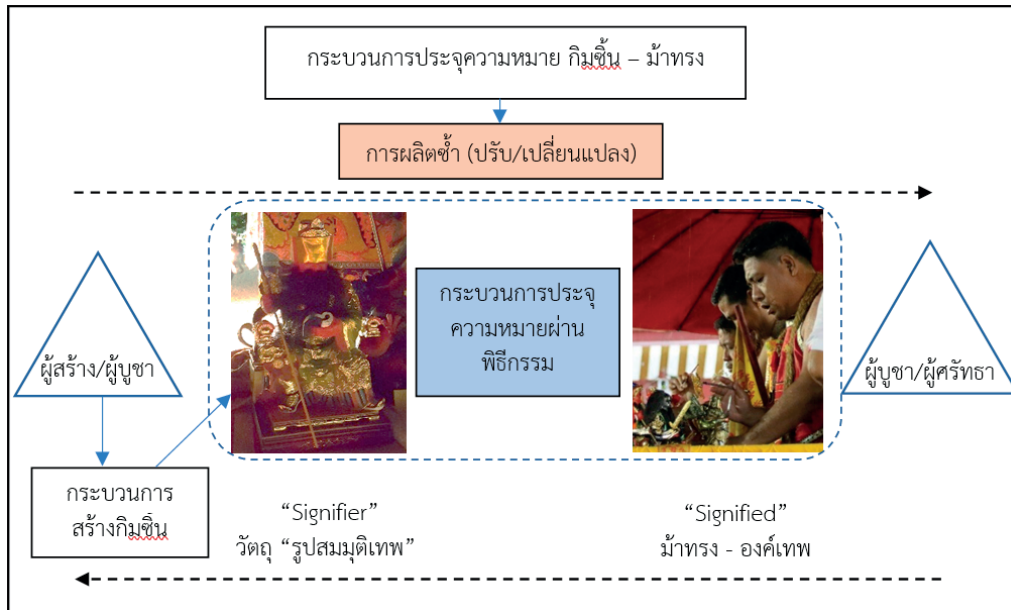 กระบวนการประจุความหมาย กิมซิ้น – ม้าทรง
การผลิตซ้ำ (ปรับ/เปลี่ยนแปลง)
กระบวนการประจุ
ความหมายผ่าน
พิธีกรรม
ผู้สร้าง/ผู้บูชา
ผู้บูชา/ผู้ศรัทธา
กระบวนการ
สร้างกิมซิ้น
“Signifier”
วัตถุ “รูปสมมุติเทพ”
“Signified”
ม้าทรง - องค์เทพ